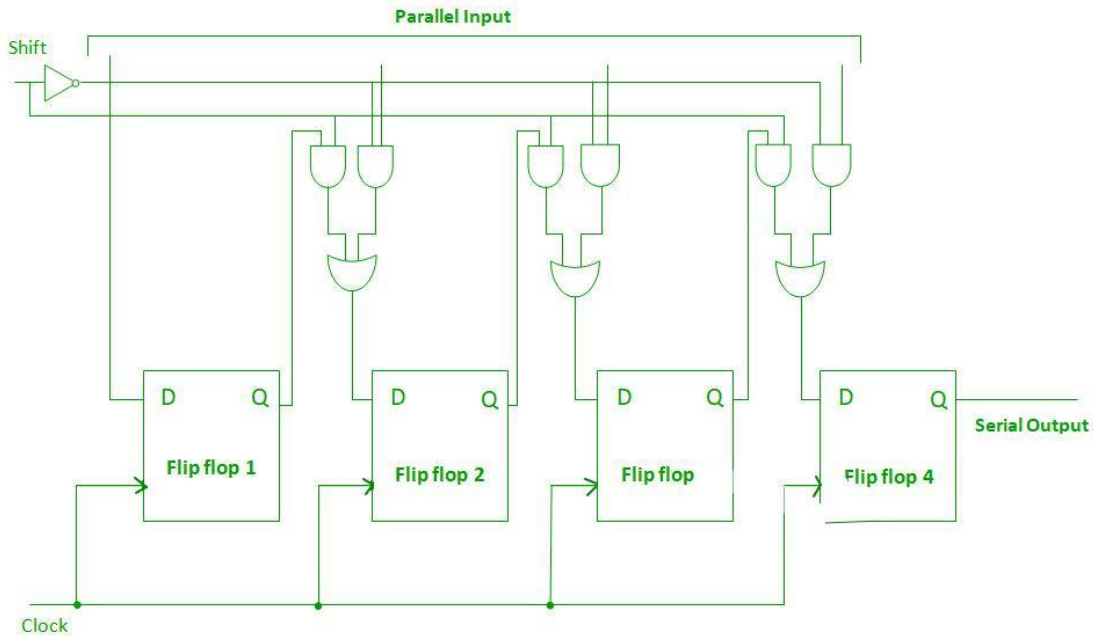 Parallel Input
Shift
D Q
Flip flop 1
D Q
Flip flop 2
D Q
Flip flop
D Q
Flip flop 4
Serial Output
Clock